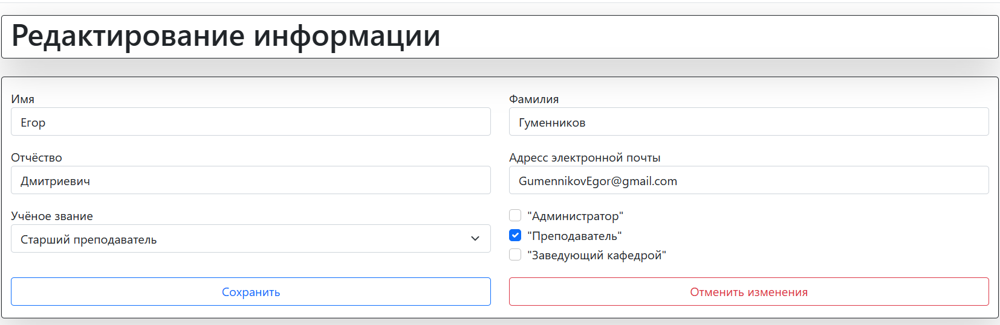 Редактирование информации
Имя
Фамилия
Егор
Гуменников
Отчёство
Адресс электронной почты
Дмитриевич
GumennikovEgor@gmail.com
Учёное звание
Старший преподаватель
"Администратор"
"Преподаватель"
"Заведующий кафедрой"
Сохранить
Отменить изменения